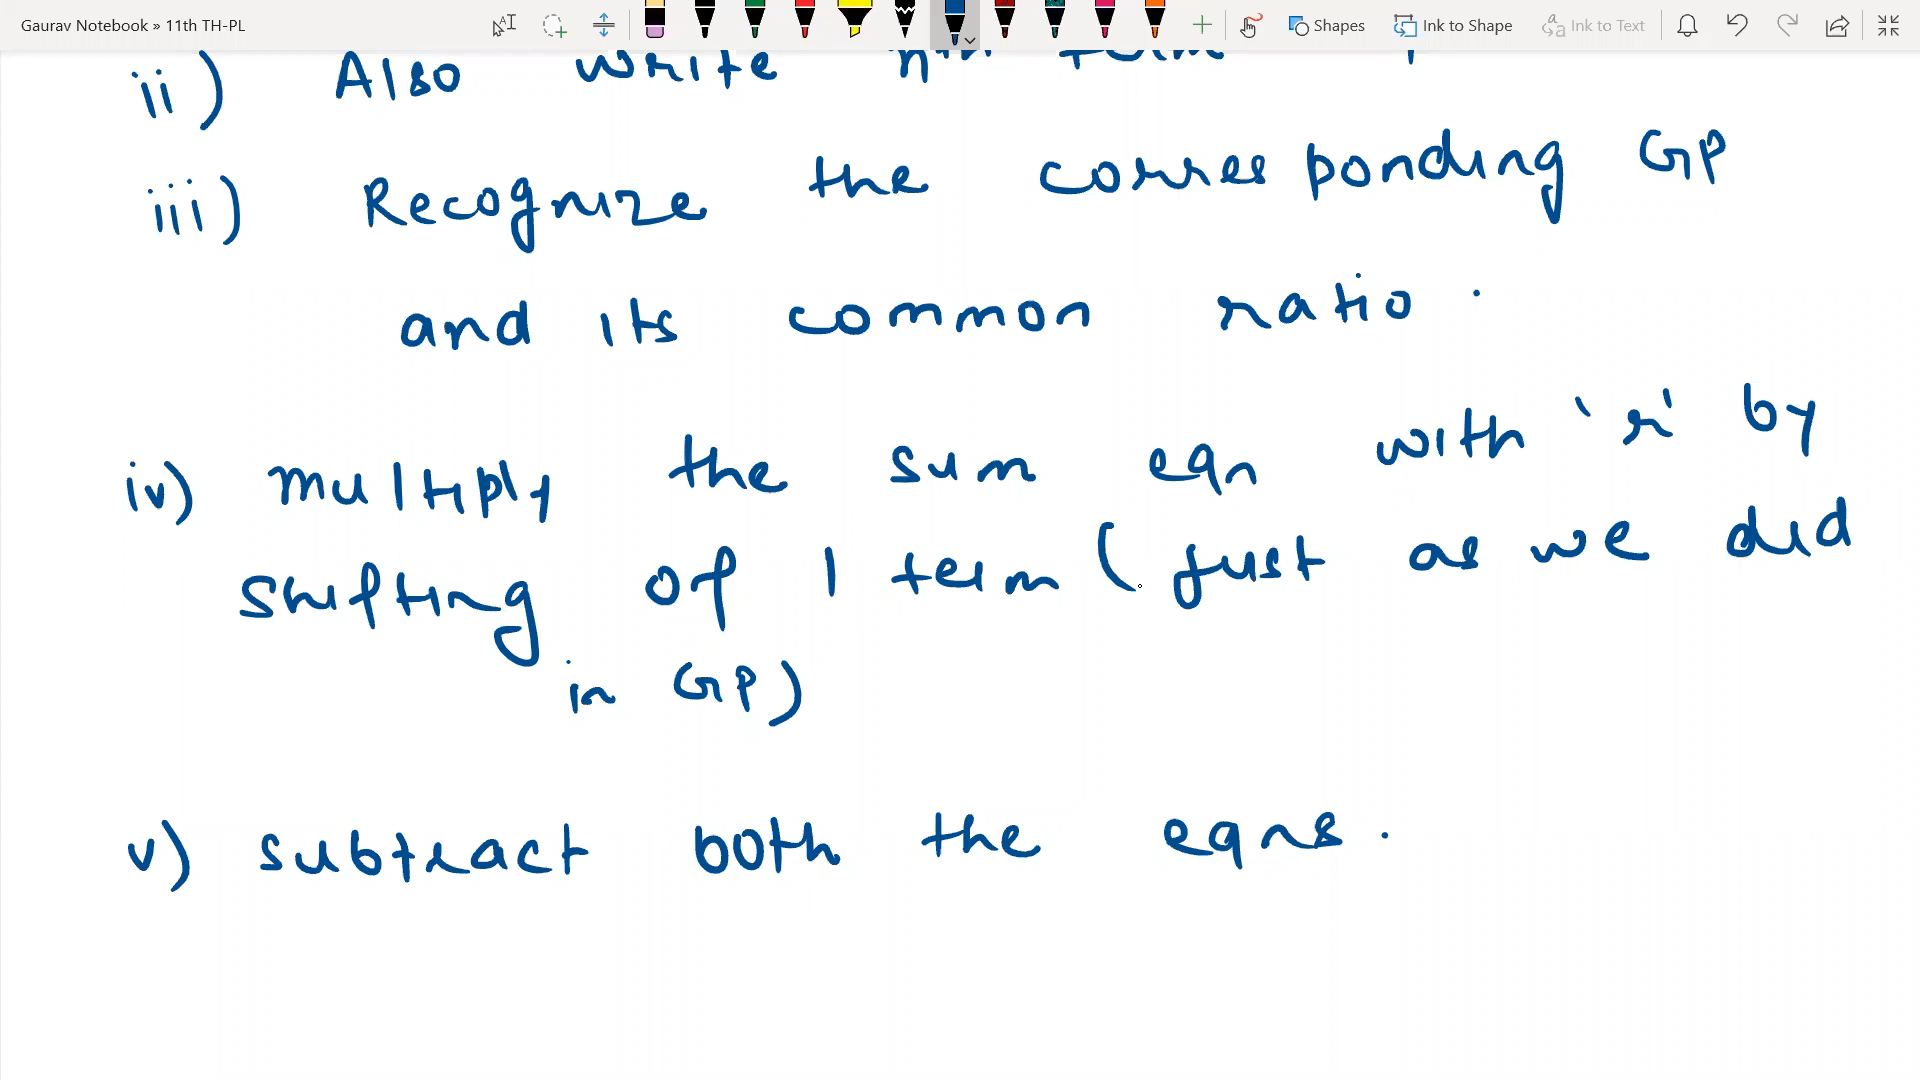 Gaurav Notebook » 11th TH-PL
Shapes
Ink to Shape
Ink to Text
ii) Also write nth term
iii) Recognize the corresponding GP
and its common ratio.
iv) multiply the sum eqn with 'r' by
shifting of 1 term (just as we did
in GP)
v) subtract both the eqns.